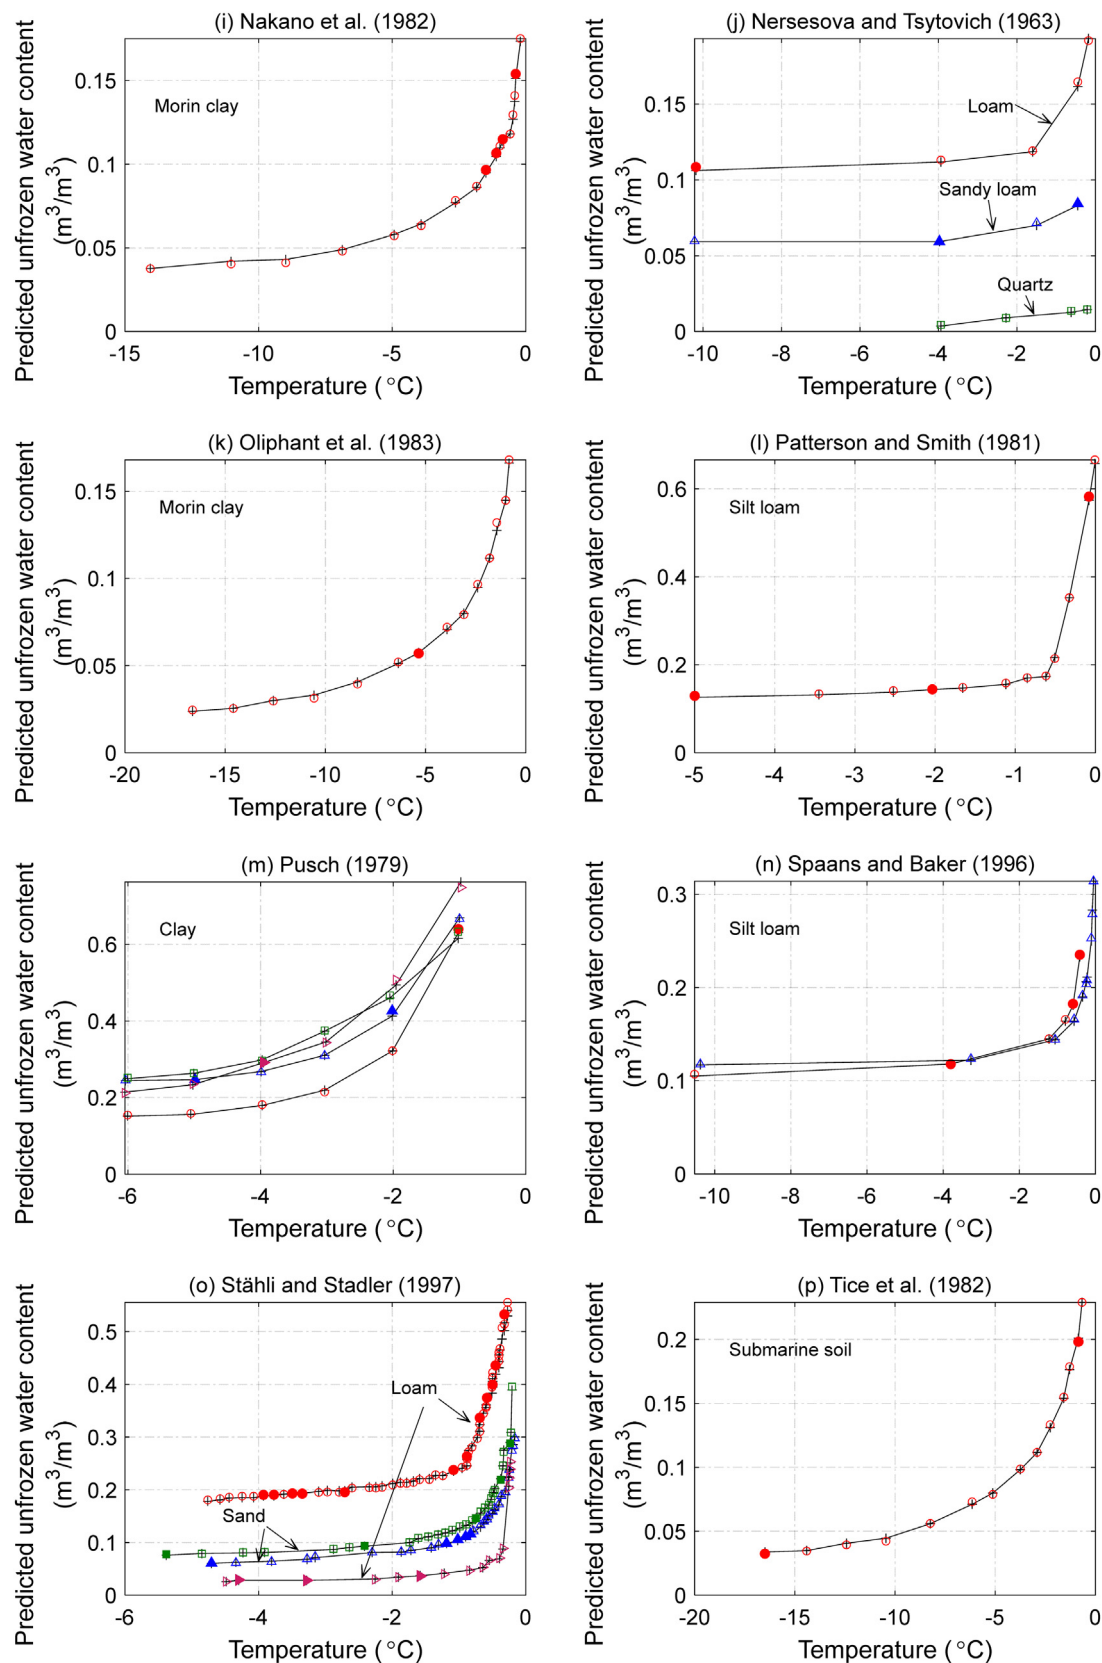 (i) Nakano et al. (1982)
Predicted unfrozen water content
(m³/m³)
0.15
0.1
0.05
0
Morin clay
-15
-10
-5
0
Temperature ( °C)
(j) Nersesova and Tsytovich (1963)
Predicted unfrozen water content
(m³/m³)
0.15
0.1
0.05
0
Loam
Sandy loam
Quartz
-10
-8
-6
-4
-2
0
Temperature ( °C)
(k) Oliphant et al. (1983)
Predicted unfrozen water content
(m³/m³)
0.15
0.1
0.05
0
Morin clay
-20
-15
-10
-5
0
Temperature ( °C)
(l) Patterson and Smith (1981)
Predicted unfrozen water content
(m³/m³)
0.6
0.4
0.2
0
Silt loam
-5
-4
-3
-2
-1
0
Temperature ( °C)
(m) Pusch (1979)
Predicted unfrozen water content
(m³/m³)
0.6
0.4
0.2
0
Clay
-6
-4
-2
0
Temperature ( °C)
(n) Spaans and Baker (1996)
Predicted unfrozen water content
(m³/m³)
0.3
0.2
0.1
0
Silt loam
-10
-8
-6
-4
-2
0
Temperature ( °C)
(o) Stähli and Stadler (1997)
Predicted unfrozen water content
(m³/m³)
0.5
0.4
0.3
0.2
0.1
0
Loam
Sand
-6
-4
-2
0
Temperature ( °C)
(p) Tice et al. (1982)
Predicted unfrozen water content
(m³/m³)
0.2
0.15
0.1
0.05
0
Submarine soil
-20
-15
-10
-5
0
Temperature ( °C)